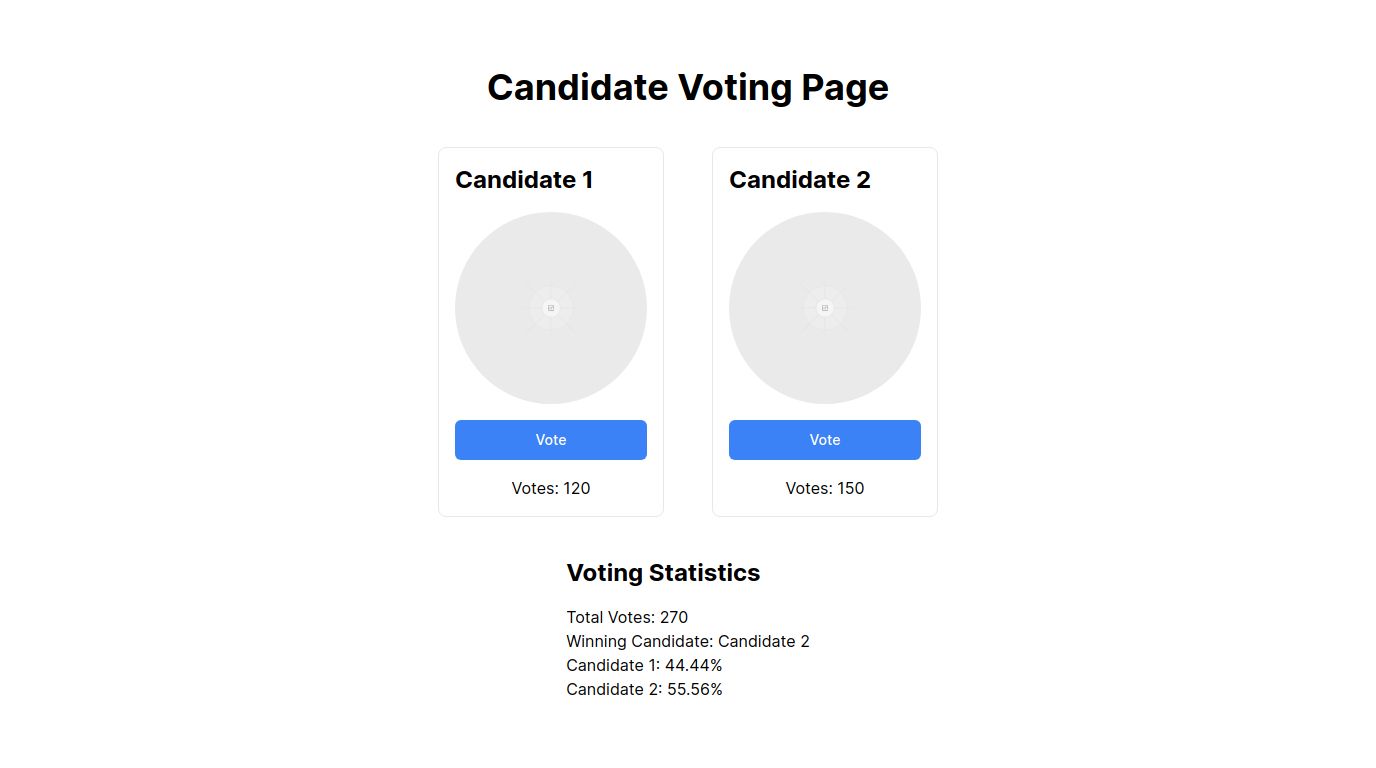 Candidate Voting Page
Candidate 1
Vote
Votes: 120
Candidate 2
Vote
Votes: 150
Voting Statistics
Total Votes: 270
Winning Candidate: Candidate 2
Candidate 1: 44.44%
Candidate 2: 55.56%